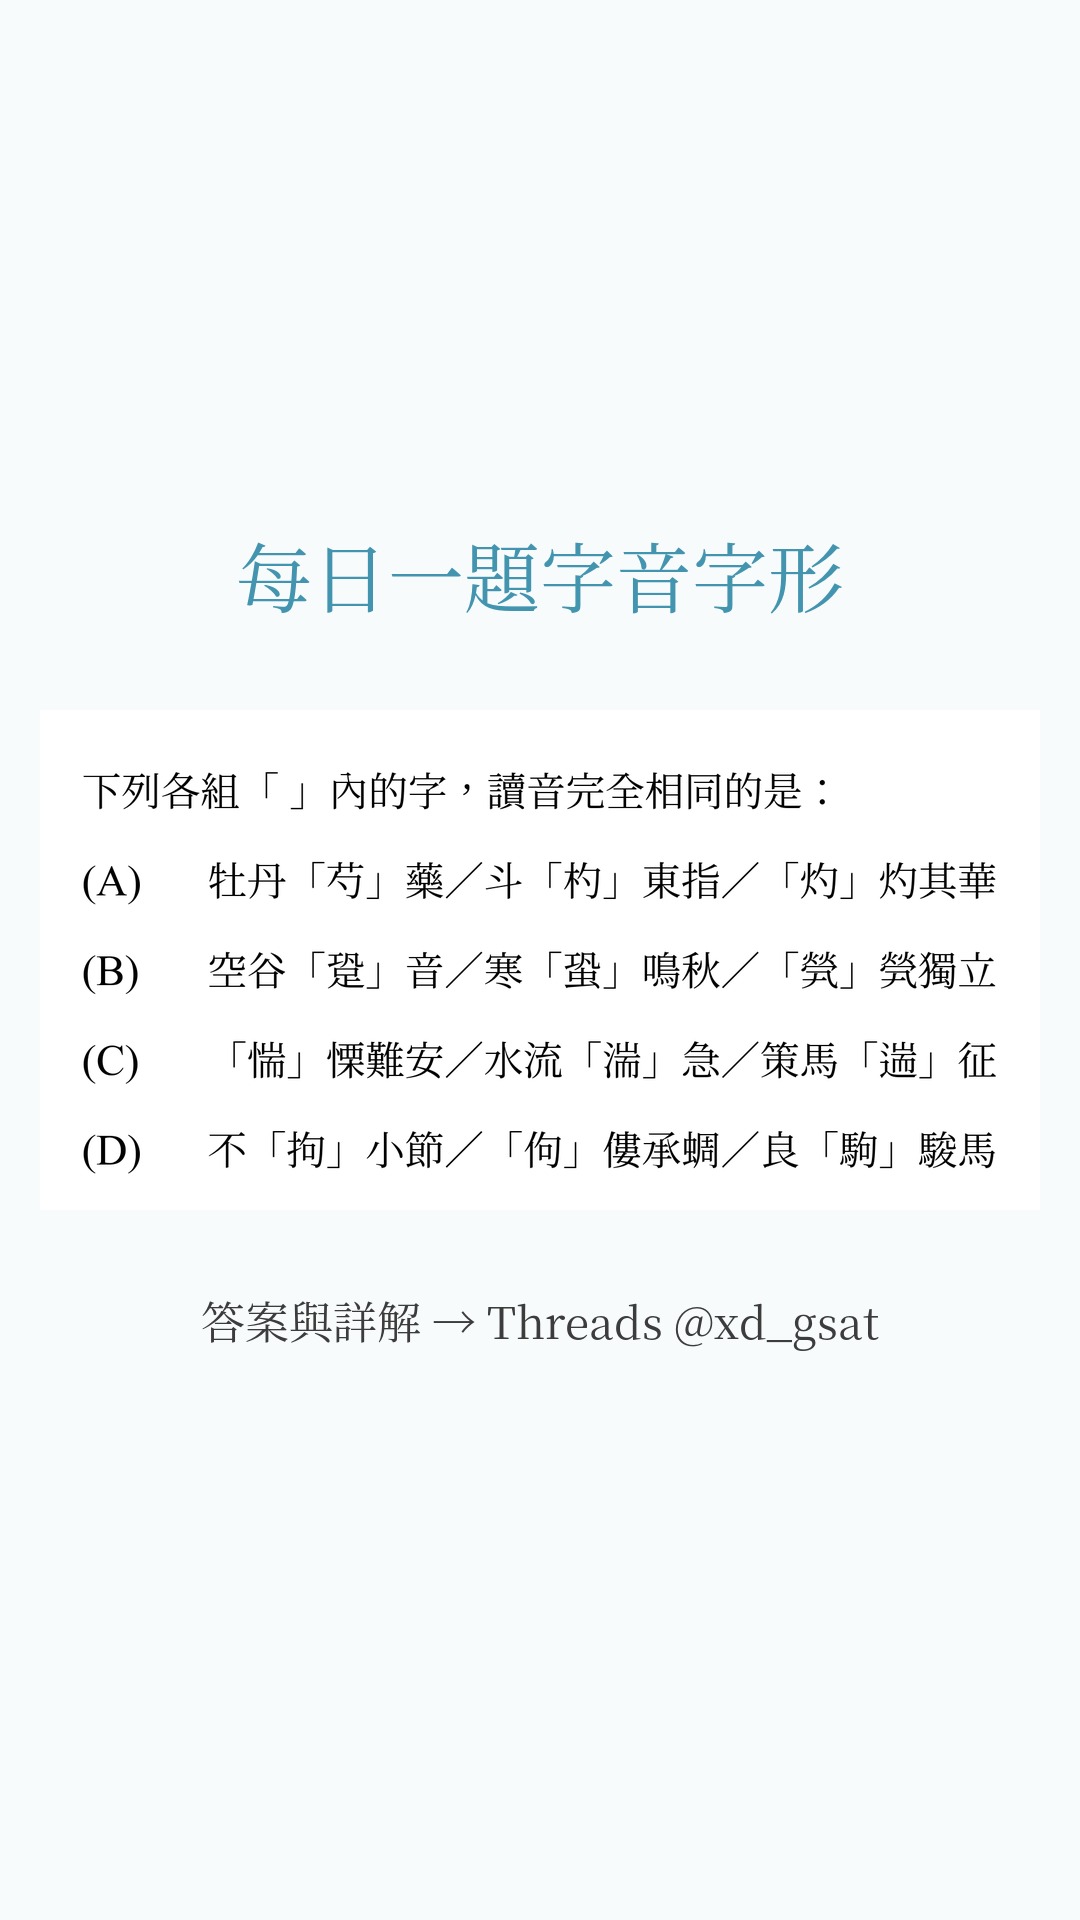 每日一題字音字形
下列各組「 」內的字，讀音完全相同的是：
(A) 牡丹「芍」藥／斗「杓」東指／「灼」灼其華
(B) 空谷「跫」音／寒「蛩」鳴秋／「煢」煢獨立
(C) 「惴」慄難安／水流「湍」急／策馬「遄」征
(D) 不「拘」小節／「佝」僂承蜩／良「駒」駿馬
答案與詳解 → Threads @xd_gsat